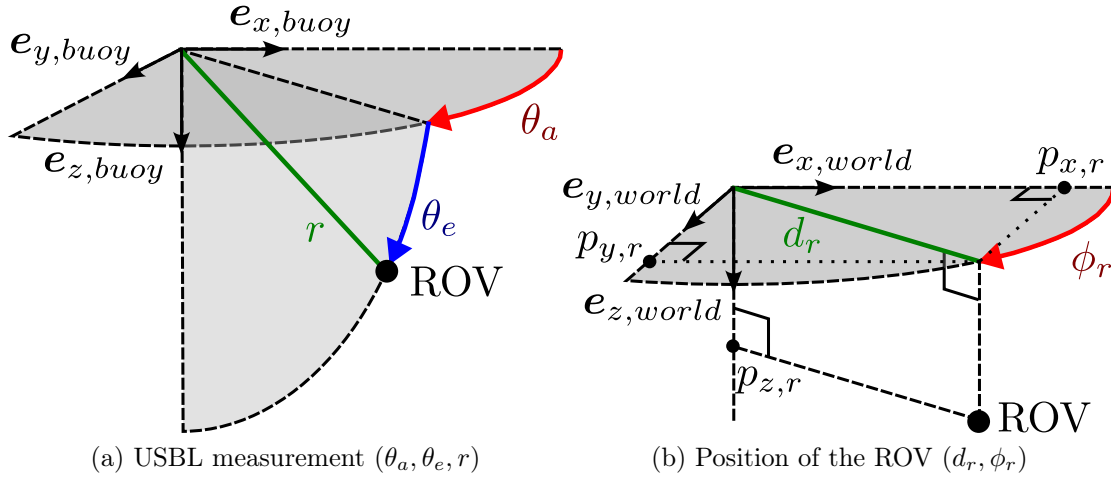 e_{x,buoy}
e_{y,buoy}
θ_a
e_{z,buoy}
r
θ_e
ROV
(a) USBL measurement (θ_a, θ_e, r)
e_{x,world}
p_{x,r}
e_{y,world}
p_{y,r}
d_r
ϕ_r
e_{z,world}
p_{z,r}
ROV
(b) Position of the ROV (d_r, ϕ_r)